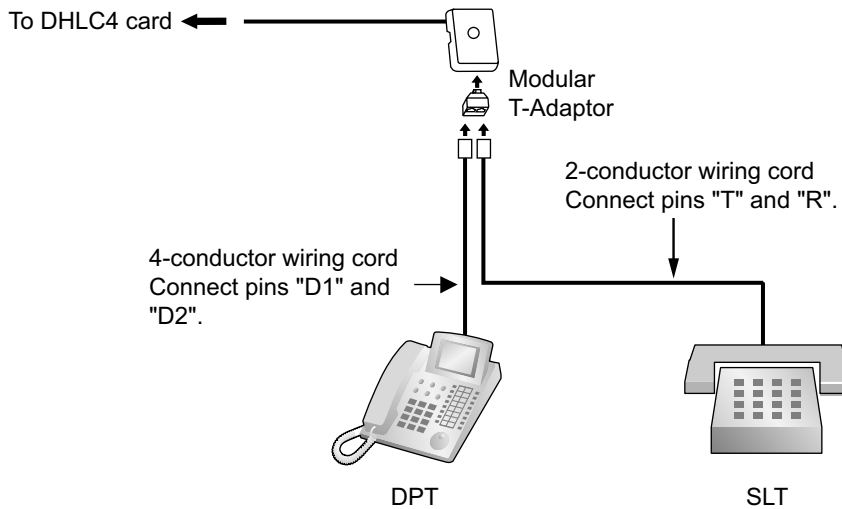 To DHLC4 card
Modular
T-Adaptor
2-conductor wiring cord
Connect pins "T" and "R".
4-conductor wiring cord
Connect pins "D1" and
"D2".
DPT
SLT